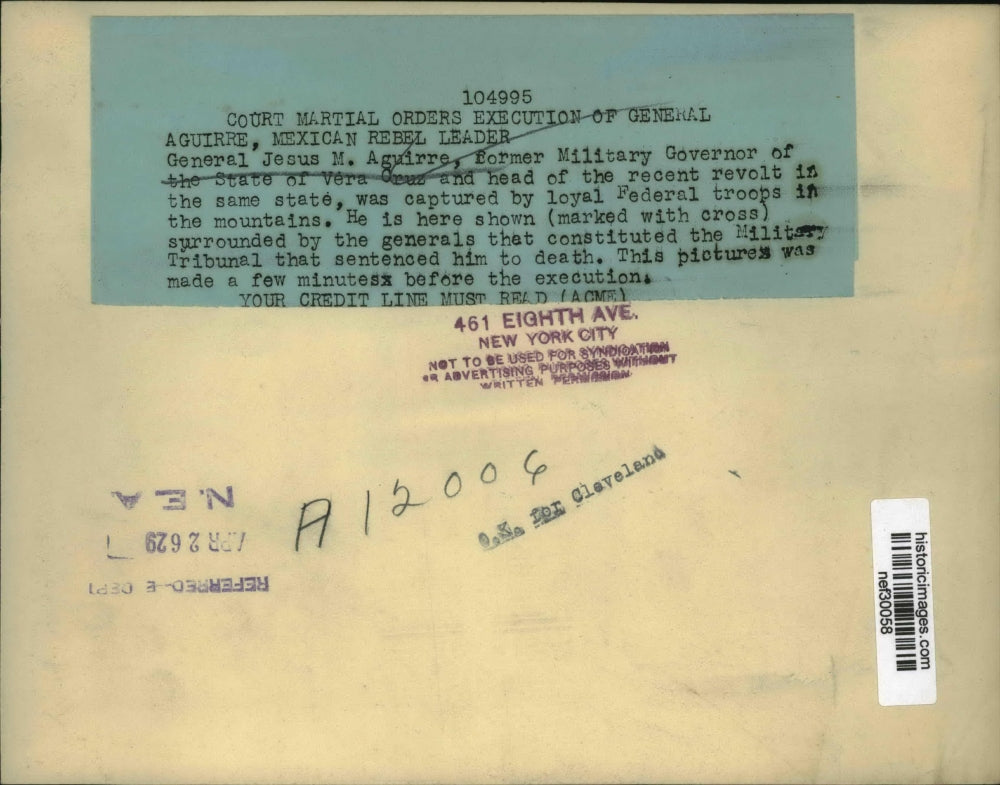 104995
COURT MARTIAL ORDERS EXECUTION OF GENERAL
AGUIRRE, MEXICAN REBEL LEADER
General Jesus M. Aguirre, former Military Governor of
the State of Vera Cruz and head of the recent revolt in
the same state, was captured by loyal Federal troops in
the mountains. He is here shown (marked with cross)
surrounded by the generals that constituted the Military
Tribunal that sentenced him to death. This pictures was
made a few minutesx before the execution.
YOUR CREDIT LINE MUST READ (ACME)
461 EIGHTH AVE.
NEW YORK CITY
NOT TO BE USED FOR SYNDICATION
OR ADVERTISING PURPOSES WITHOUT
WRITTEN PERMISSION
A12006
O.K. for Cleveland
N.E.A
APR 26 29
REFERRED-E DEPT
historicimages.com
nef30058